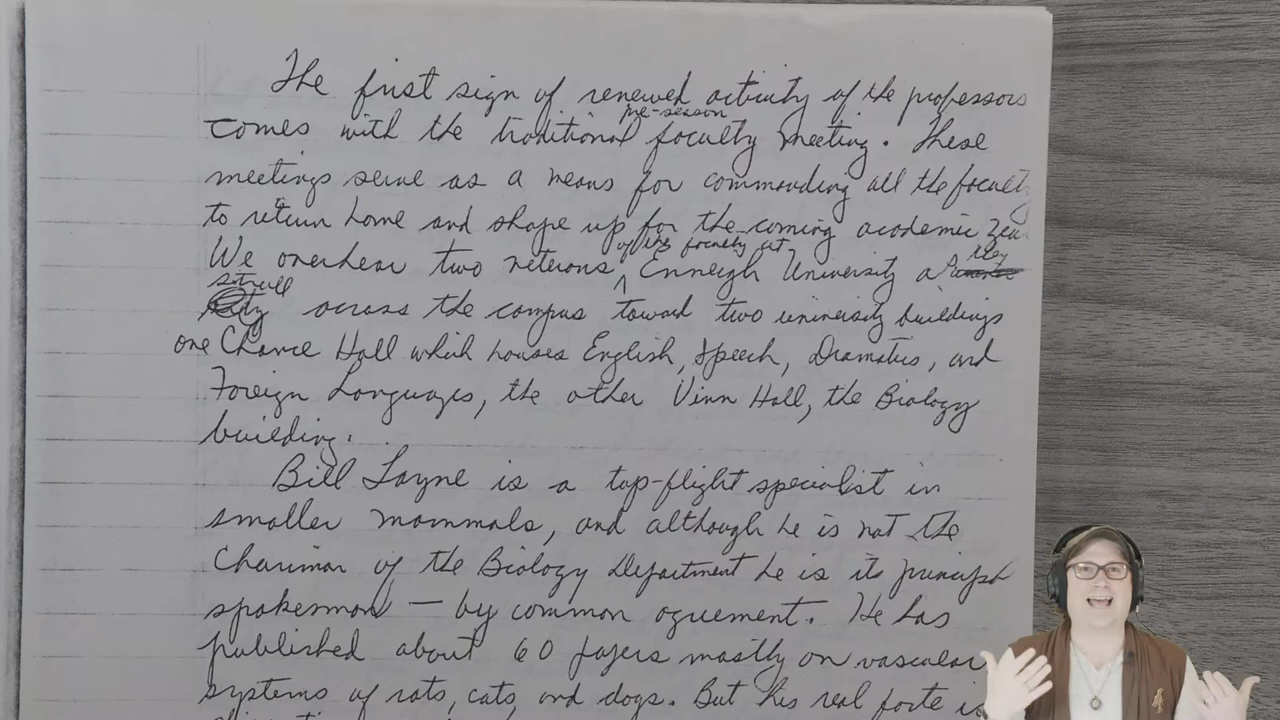 The first sign of renewed activity of the professors
pre-season
comes with the traditional faculty meeting. These
meetings serve as a means for commanding all the faculty
to return home and shape up for the coming academic year
of the faculty at
We overhear two veterans Enneigh University as they
stroll
across the campus toward two university buildings
one Chance Hall which houses English, Speech, Dramatics, and
Foreign Languages, the other Vinn Hall, the Biology
building.
Bill Layne is a top-flight specialist in
smaller mammals, and although he is not the
Chairman of the Biology Department he is its principal
spokesman — by common agreement. He has
published about 60 papers mostly on vascular
systems of rats, cats, and dogs. But his real forte is